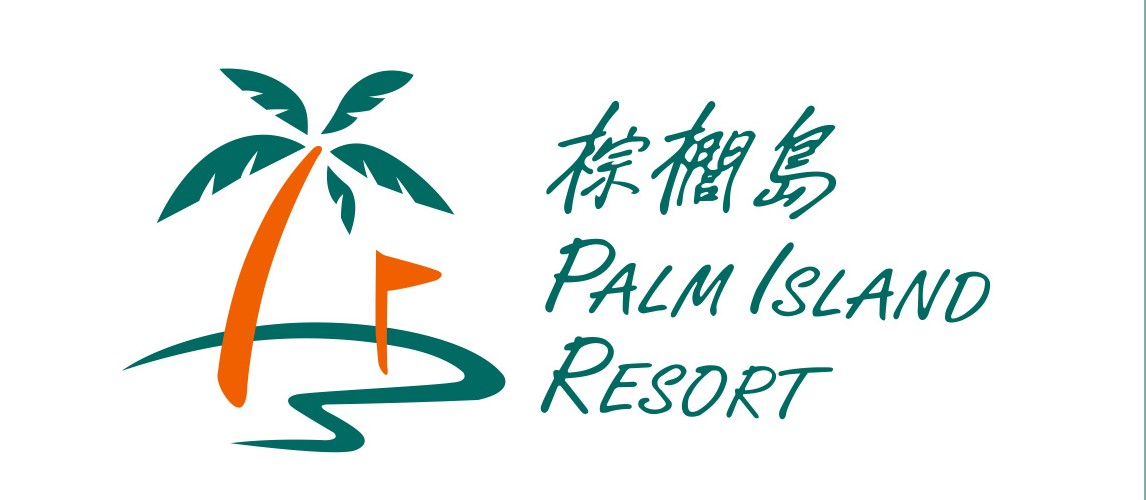 棕櫚島
PALM ISLAND
RESORT